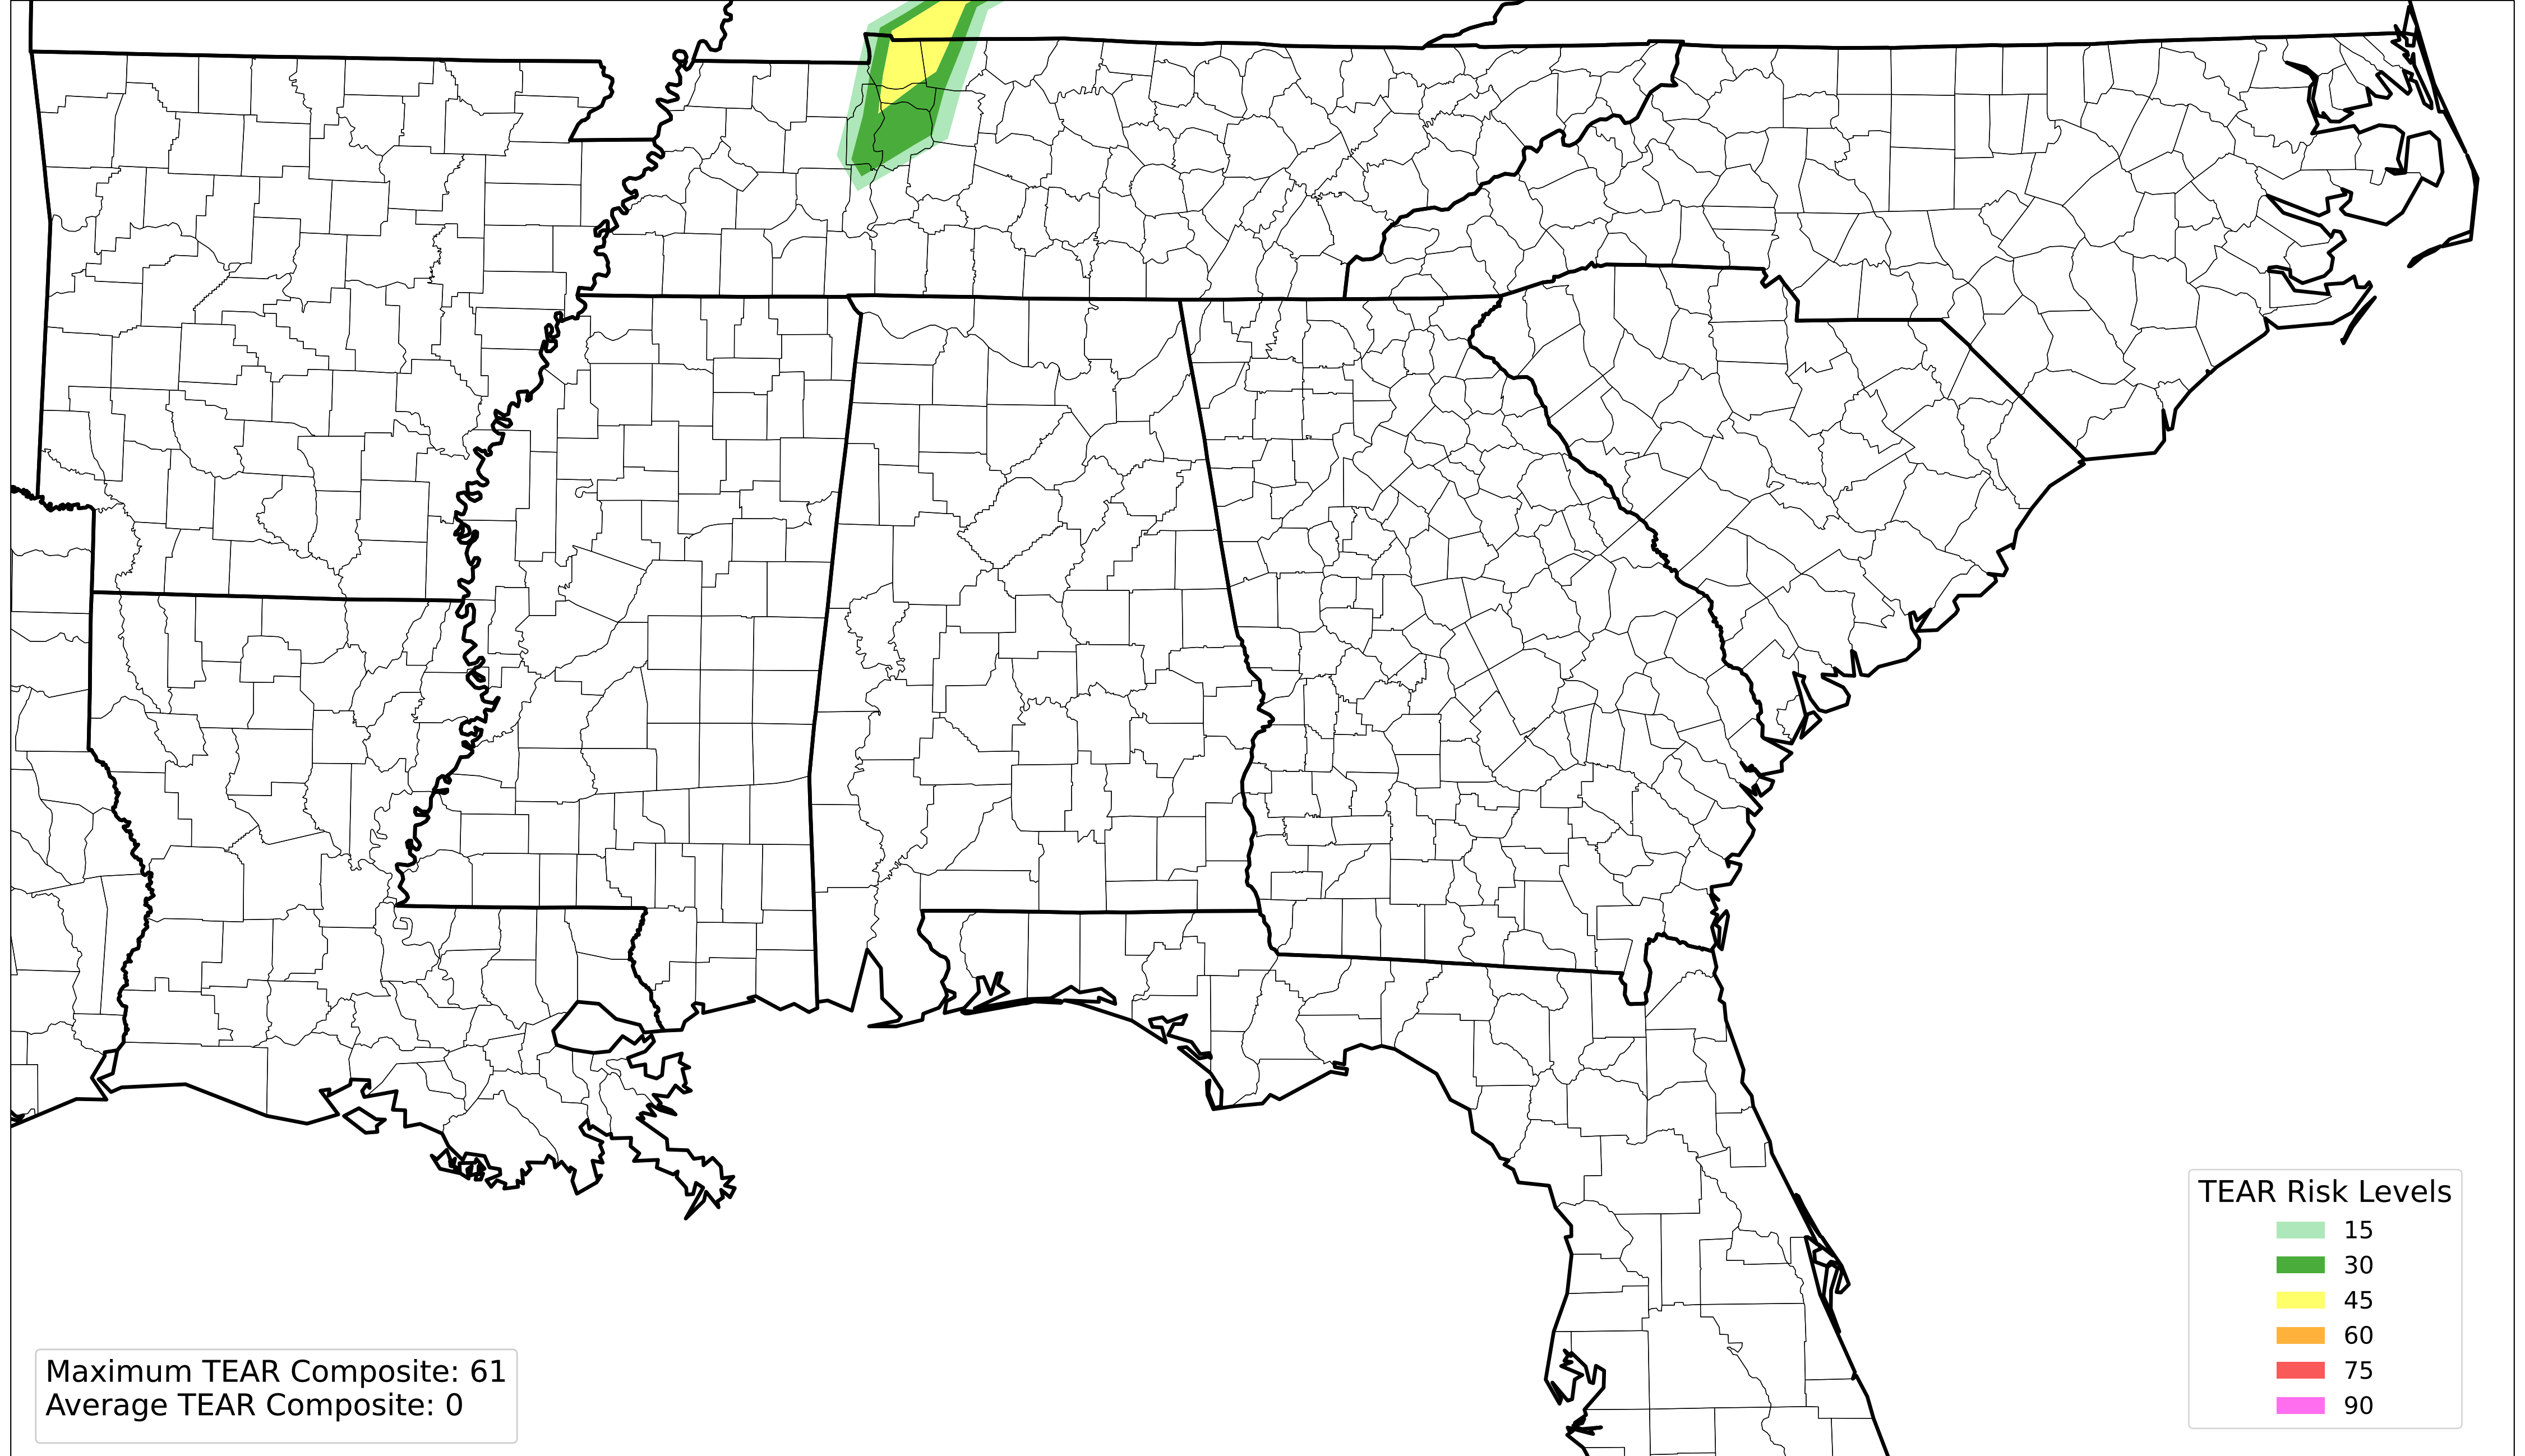 TEAR Risk Levels
15
30
45
60
75
90
Maximum TEAR Composite: 61
Average TEAR Composite: 0